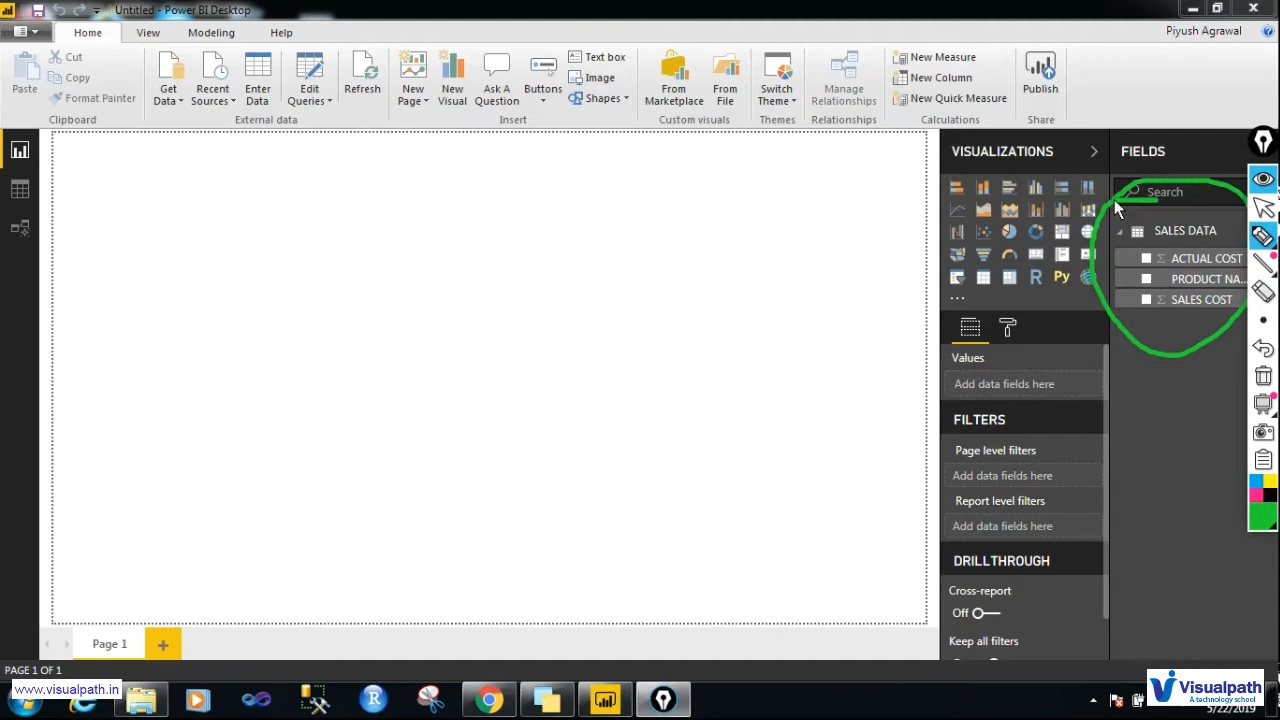 Untitled - Power BI Desktop
Home
View
Modeling
Help
Piyush Agrawal
Paste
Cut
Copy
Format Painter
Clipboard
Get Data
Recent Sources
Enter Data
Edit Queries
Refresh
External data
New Page
New Visual
Ask A Question
Buttons
Text box
Image
Shapes
Insert
From Marketplace
From File
Custom visuals
Switch Theme
Themes
Manage Relationships
Relationships
New Measure
New Column
New Quick Measure
Calculations
Publish
Share
VISUALIZATIONS
R
Py
Values
Add data fields here
FILTERS
Page level filters
Add data fields here
Report level filters
Add data fields here
DRILLTHROUGH
Cross-report
Off
Keep all filters
FIELDS
Search
SALES DATA
ACTUAL COST
PRODUCT NA...
SALES COST
Page 1
PAGE 1 OF 1
www.visualpath.in
Visualpath
A technology school
5/22/2019